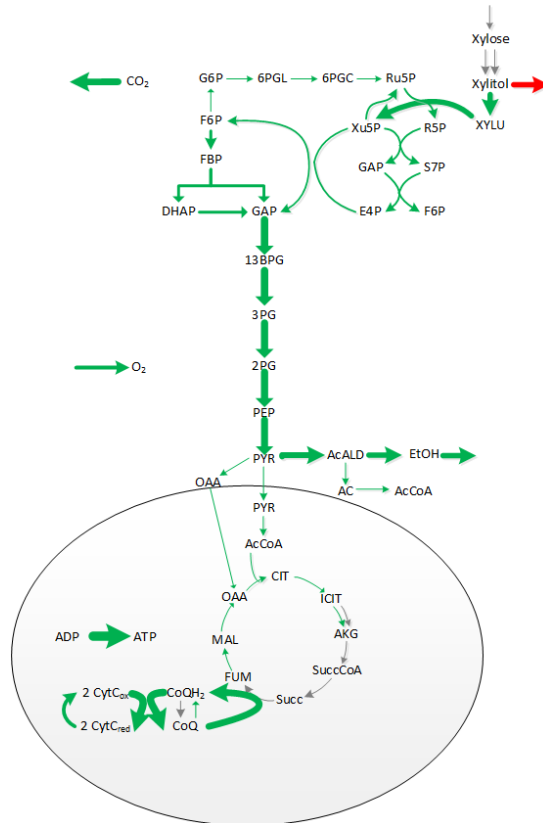 Xylose
CO2
G6P 6PGL 6PGC Ru5P Xylitol
F6P Xu5P R5P XYLU
FBP GAP S7P
DHAP GAP E4P F6P
13BPG
3PG
O2 2PG
PEP
PYR AcALD EtOH
OAA AC AcCoA
PYR
AcCoA
CIT
OAA ICIT
ADP ATP MAL AKG
SuccCoA
FUM
2 CytCox CoQH2 Succ
2 CytCred CoQ